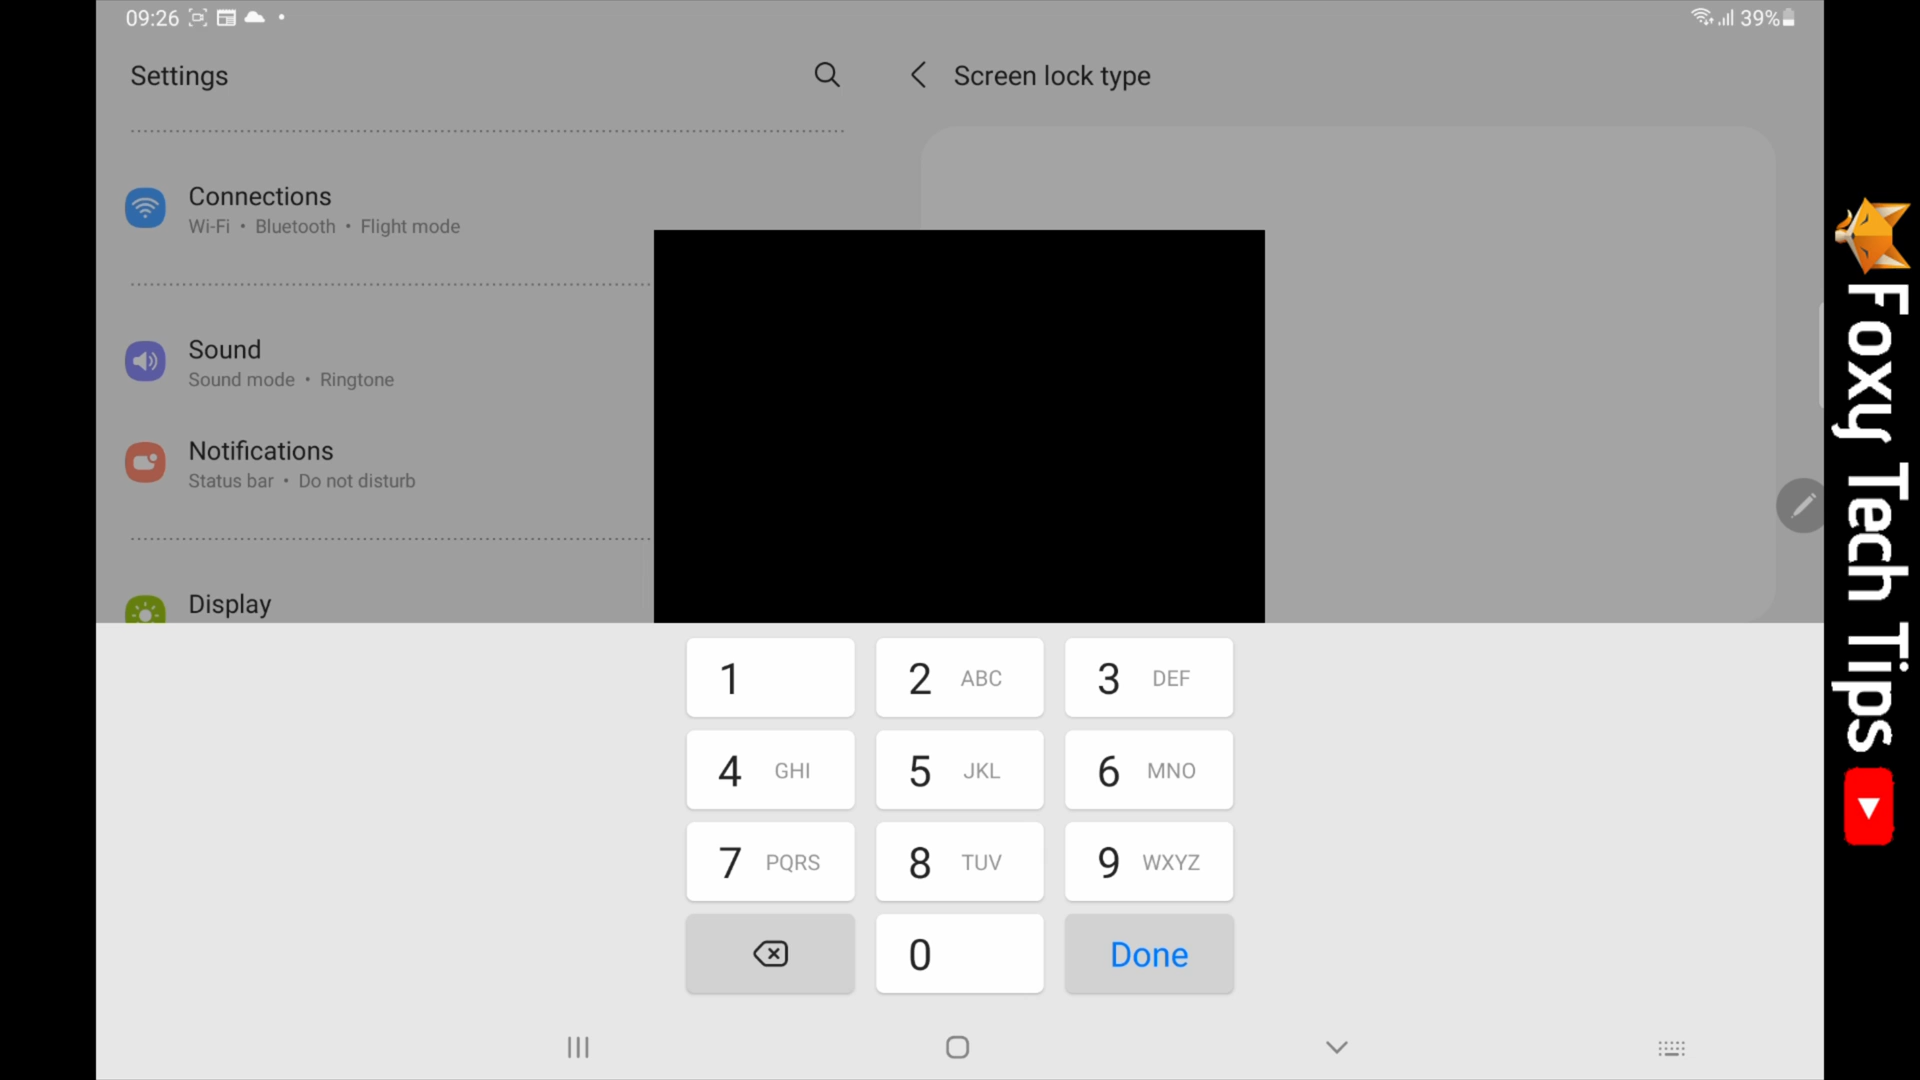 09:26
39%
Settings
Screen lock type
Connections
Wi-Fi • Bluetooth • Flight mode
Sound
Sound mode • Ringtone
Notifications
Status bar • Do not disturb
Display
1
2 ABC
3 DEF
4 GHI
5 JKL
6 MNO
7 PQRS
8 TUV
9 WXYZ
0
Done
Foxy Tech Tips